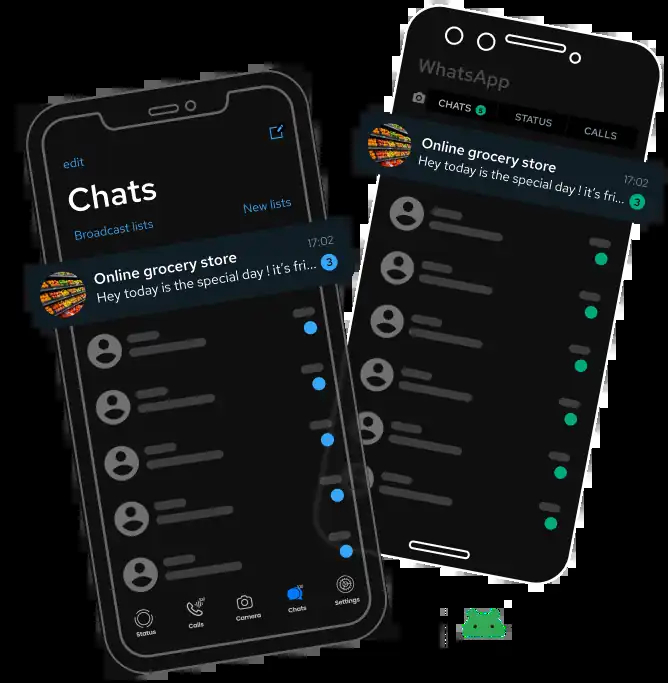 edit
Chats
Broadcast lists
New lists
17:02
Online grocery store
Hey today is the special day ! it's fri...
3
Status
Calls
Camera
Chats
Settings
WhatsApp
CHATS 5
STATUS
CALLS
Online grocery store
17:02
Hey today is the special day ! it's fri...
3